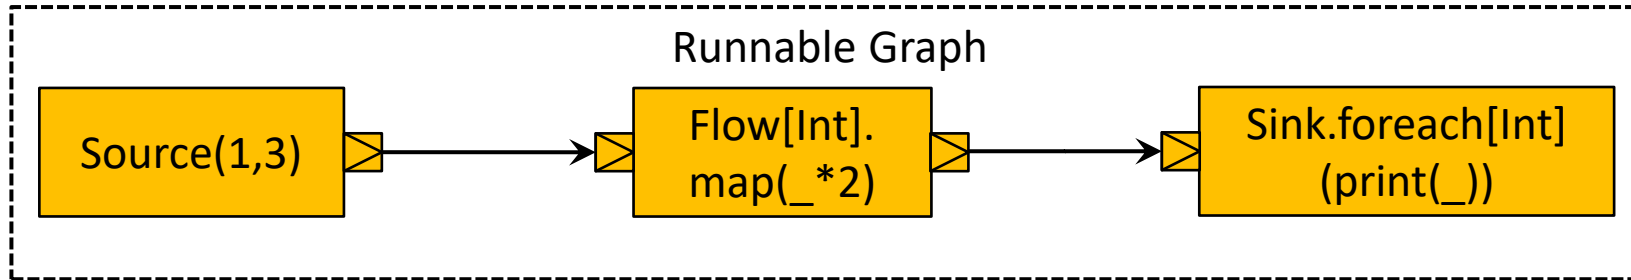 Runnable Graph
Source(1,3)
Flow[Int].
map(_*2)
Sink.foreach[Int]
(print(_))